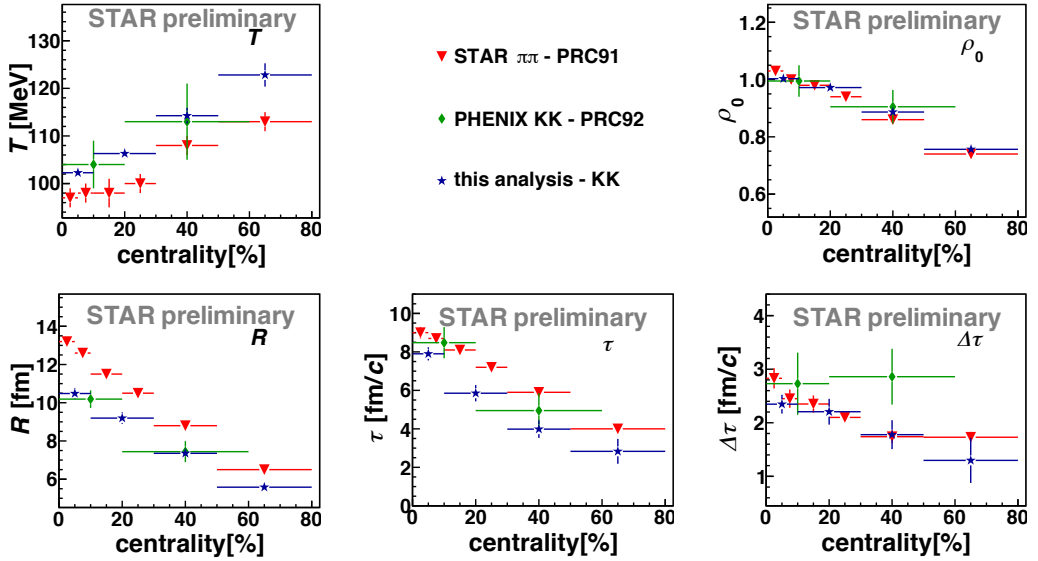 STAR preliminary
T
T [MeV]
130
120
110
100
0 20 40 60 80
centrality[%]
STAR ππ - PRC91
PHENIX KK - PRC92
this analysis - KK
STAR preliminary
ρ0
ρ0
1.2
1.0
0.8
0.6
0 20 40 60 80
centrality[%]
STAR preliminary
R
R [fm]
14
12
10
8
6
0 20 40 60 80
centrality[%]
STAR preliminary
τ
τ [fm/c]
10
8
6
4
2
0
0 20 40 60 80
centrality[%]
STAR preliminary
Δτ
Δτ [fm/c]
4
3
2
1
0 20 40 60 80
centrality[%]